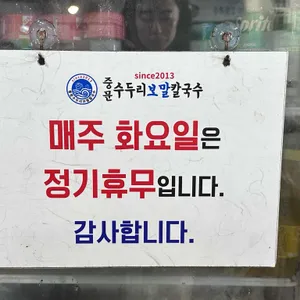 since2013
중문 수두리보말칼국수
매주 화요일은
정기휴무입니다.
감사합니다.